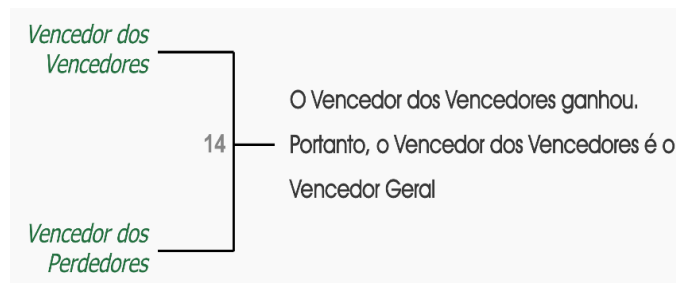 Vencedor dos
Vencedores
O Vencedor dos Vencedores ganhou.
14
Portanto, o Vencedor dos Vencedores é o
Vencedor Geral
Vencedor dos
Perdedores